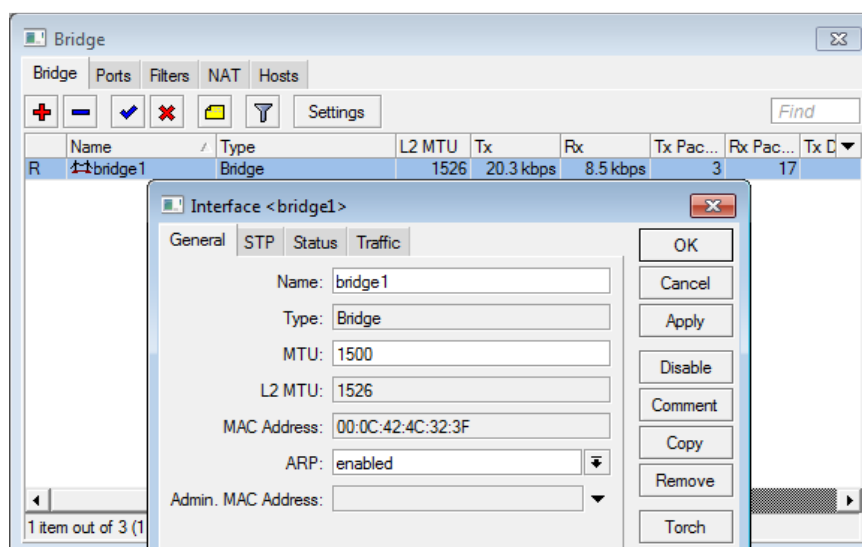 Bridge
Bridge Ports Filters NAT Hosts
Settings Find
Name Type L2 MTU Tx Rx Tx Pac... Rx Pac... Tx D
R bridge1 Bridge 1526 20.3 kbps 8.5 kbps 3 17
Interface <bridge1>
General STP Status Traffic
OK
Name: bridge1
Cancel
Type: Bridge
Apply
MTU: 1500
Disable
L2 MTU: 1526
Comment
MAC Address: 00:0C:42:4C:32:3F
Copy
ARP: enabled
Remove
Admin. MAC Address:
1 item out of 3 (1
Torch